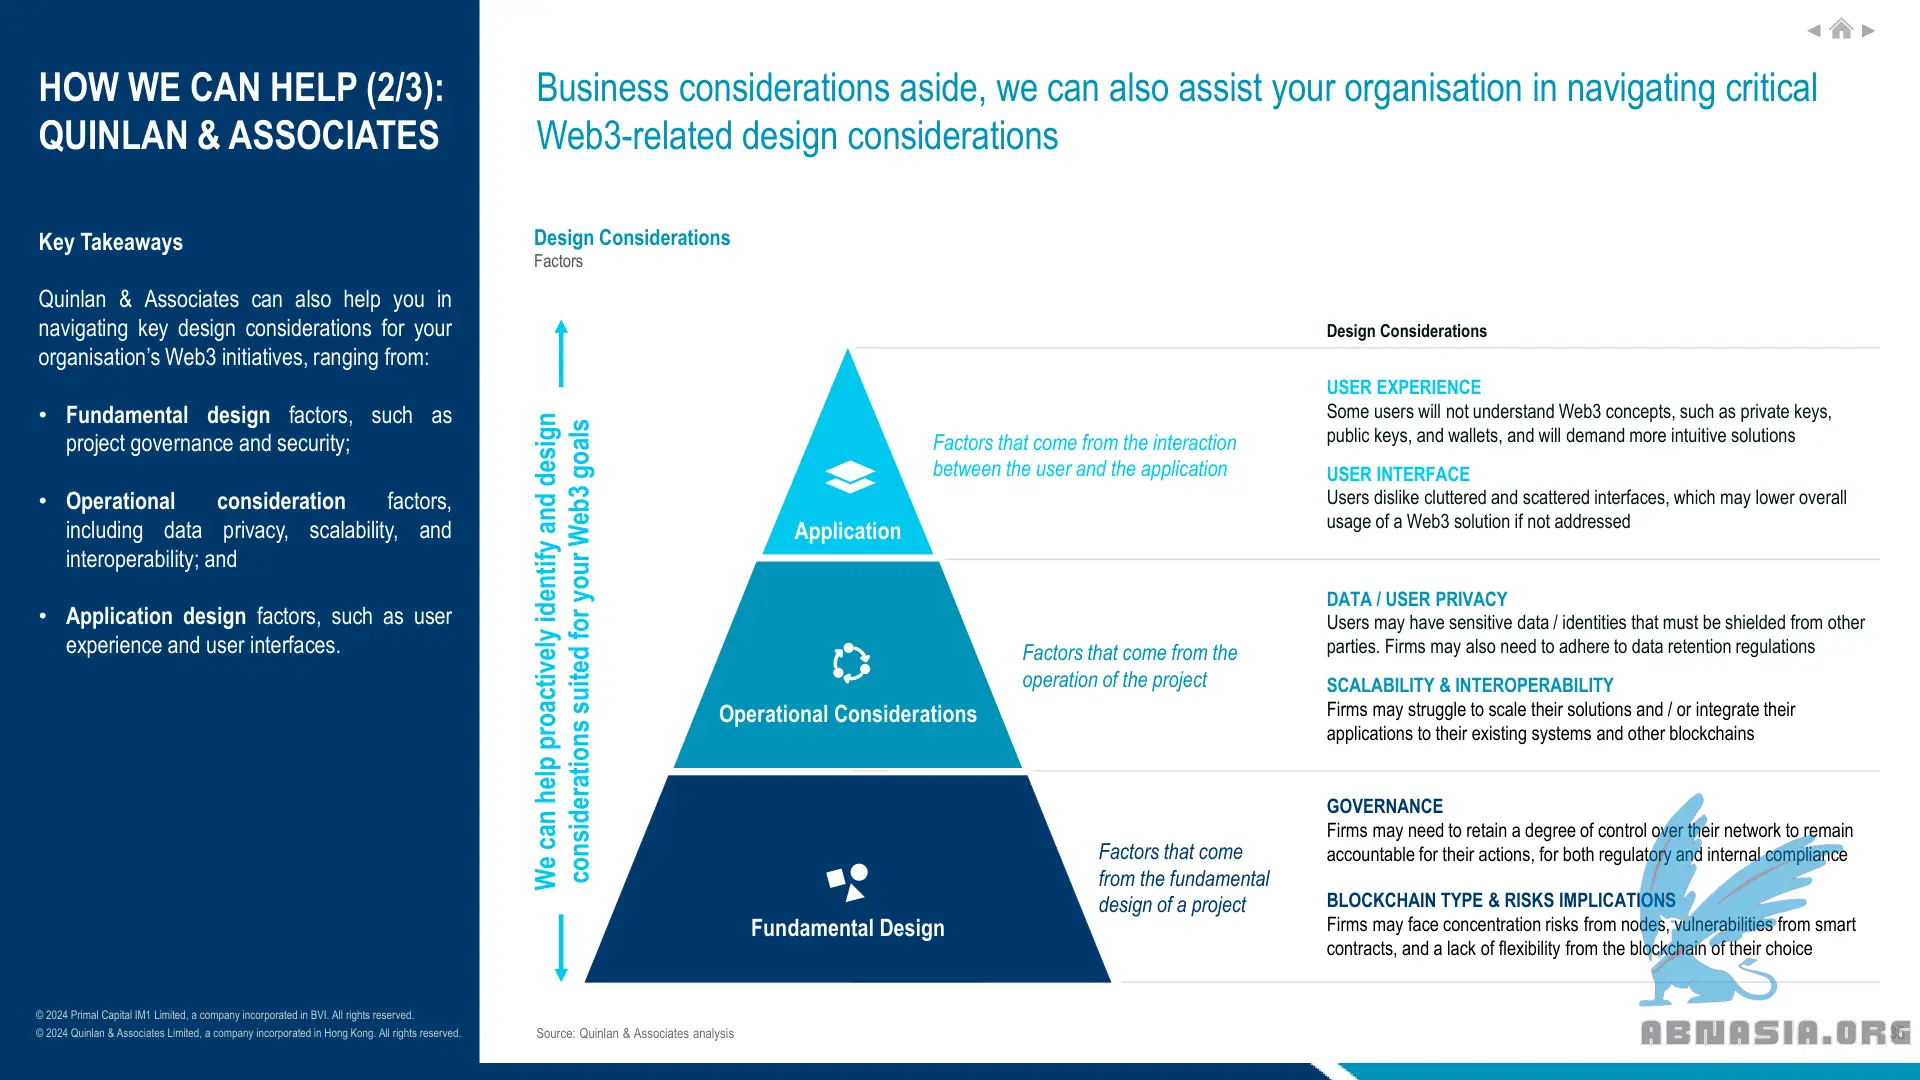 HOW WE CAN HELP (2/3):
QUINLAN & ASSOCIATES
Key Takeaways
Quinlan & Associates can also help you in
navigating key design considerations for your
organisation's Web3 initiatives, ranging from:
• Fundamental design factors, such as
project governance and security;
• Operational consideration factors,
including data privacy, scalability, and
interoperability; and
• Application design factors, such as user
experience and user interfaces.
© 2024 Primal Capital IM1 Limited, a company incorporated in BVI. All rights reserved.
© 2024 Quinlan & Associates Limited, a company incorporated in Hong Kong. All rights reserved.
Business considerations aside, we can also assist your organisation in navigating critical
Web3-related design considerations
Design Considerations
Factors
We can help proactively identify and design
considerations suited for your Web3 goals
Application
Operational Considerations
Fundamental Design
Factors that come from the interaction
between the user and the application
Factors that come from the
operation of the project
Factors that come
from the fundamental
design of a project
Design Considerations
USER EXPERIENCE
Some users will not understand Web3 concepts, such as private keys,
public keys, and wallets, and will demand more intuitive solutions
USER INTERFACE
Users dislike cluttered and scattered interfaces, which may lower overall
usage of a Web3 solution if not addressed
DATA / USER PRIVACY
Users may have sensitive data / identities that must be shielded from other
parties. Firms may also need to adhere to data retention regulations
SCALABILITY & INTEROPERABILITY
Firms may struggle to scale their solutions and / or integrate their
applications to their existing systems and other blockchains
GOVERNANCE
Firms may need to retain a degree of control over their network to remain
accountable for their actions, for both regulatory and internal compliance
BLOCKCHAIN TYPE & RISKS IMPLICATIONS
Firms may face concentration risks from nodes, vulnerabilities from smart
contracts, and a lack of flexibility from the blockchain of their choice
Source: Quinlan & Associates analysis
ABNASIA.ORG